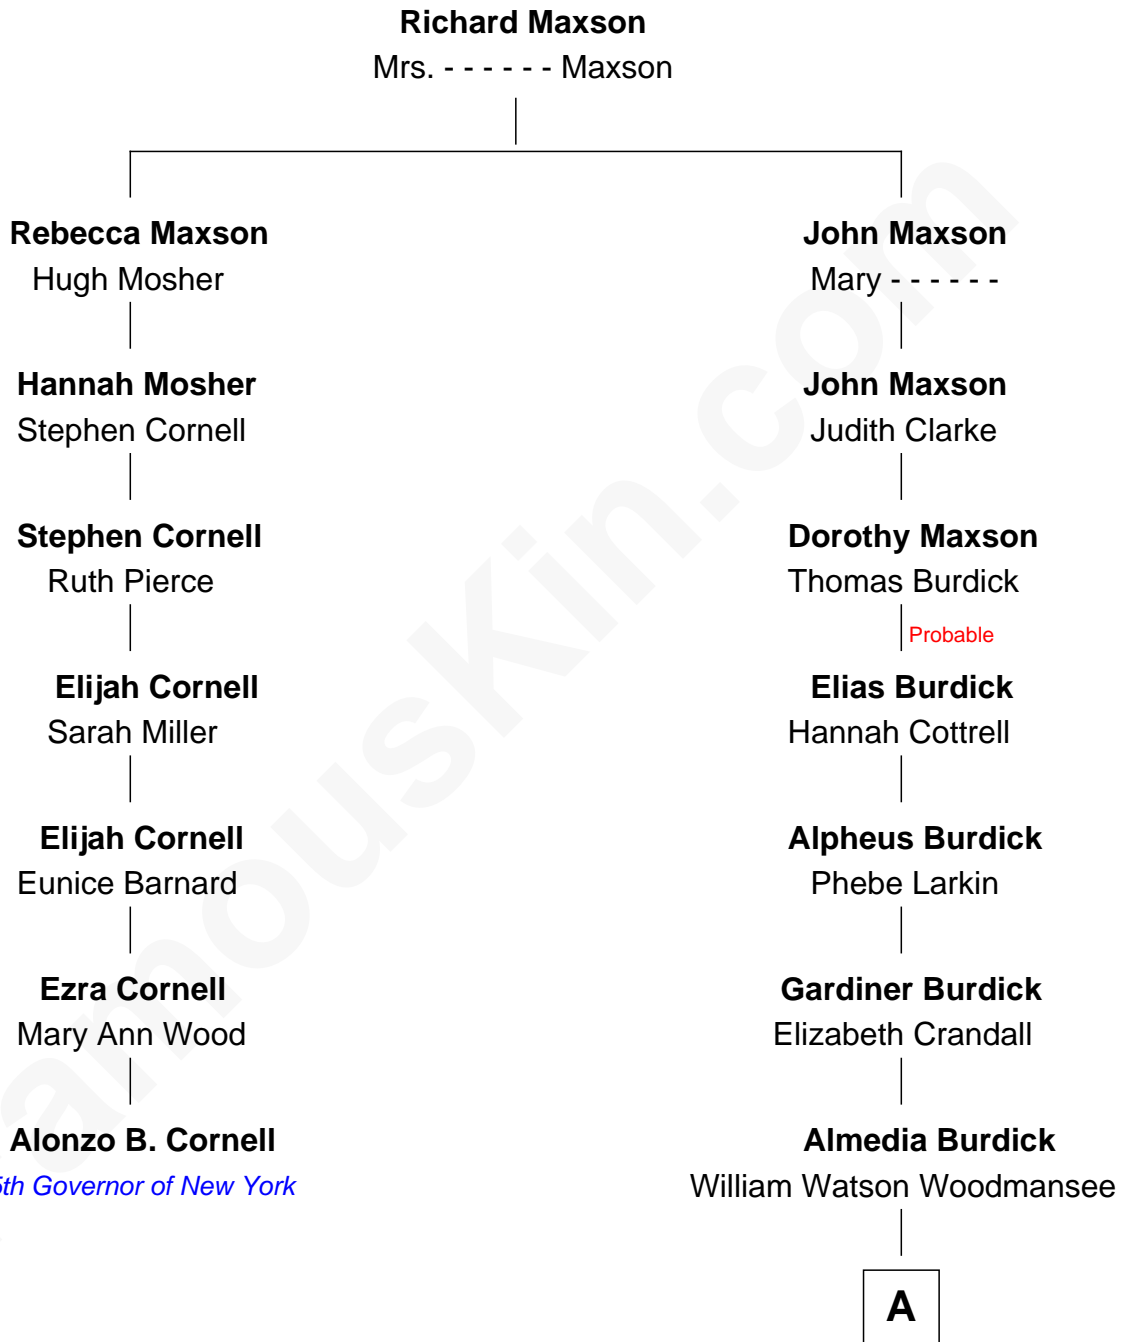 Richard Maxson
Mrs. - - - - - - Maxson
Rebecca Maxson
Hugh Mosher
John Maxson
Mary - - - - - -
Hannah Mosher
Stephen Cornell
John Maxson
Judith Clarke
Stephen Cornell
Ruth Pierce
Dorothy Maxson
Thomas Burdick
Probable
Elijah Cornell
Sarah Miller
Elias Burdick
Hannah Cottrell
Elijah Cornell
Eunice Barnard
Alpheus Burdick
Phebe Larkin
Ezra Cornell
Mary Ann Wood
Gardiner Burdick
Elizabeth Crandall
Alonzo B. Cornell
5th Governor of New York
Almedia Burdick
William Watson Woodmansee
A
amouskin.com